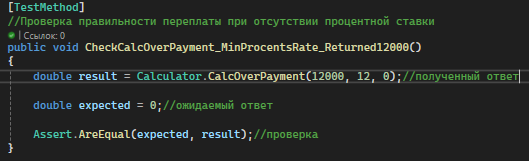 [TestMethod]
//Проверка правильности переплаты при отсутствии процентной ставки
| Ссылок: 0
public void CheckCalcOverPayment_MinProcentsRate_Returned12000()
{
double result = Calculator.CalcOverPayment(12000, 12, 0);//полученный ответ
double expected = 0;//ожидаемый ответ
Assert.AreEqual(expected, result);//проверка
}